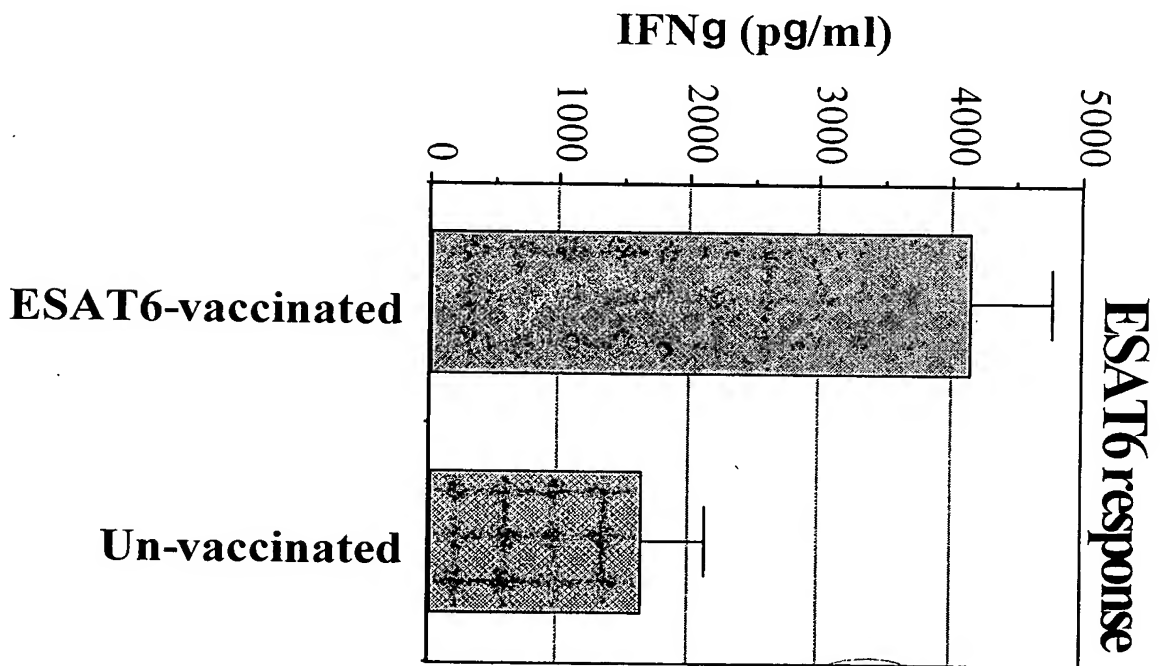 IFNg (pg/ml)
5000
4000
3000
2000
1000
0
ESAT6 response
ESAT6-vaccinated
Un-vaccinated